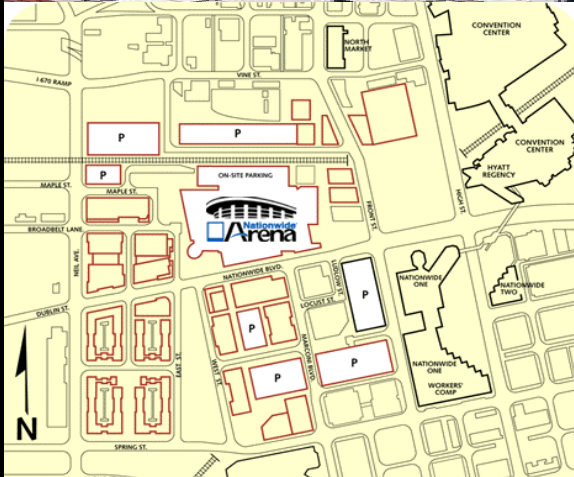 CONVENTION
CENTER
NORTH
MARKET
VINE ST.
I 670 RAMP
P
P
CONVENTION
CENTER
HYATT
REGENCY
P
ON-SITE PARKING
MAPLE ST.
MAPLE ST.
Nationwide
Arena
FRONT ST.
HIGH ST.
BROADBELT LANE
NEIL AVE.
NATIONWIDE BLVD.
LUDLOW ST.
P
NATIONWIDE
ONE
NATIONWIDE
TWO
LOCUST ST.
DUBLIN ST.
P
MARCONI BLVD.
EAST ST.
WEST ST.
P
P
NATIONWIDE
ONE
WORKERS'
COMP
N
SPRING ST.